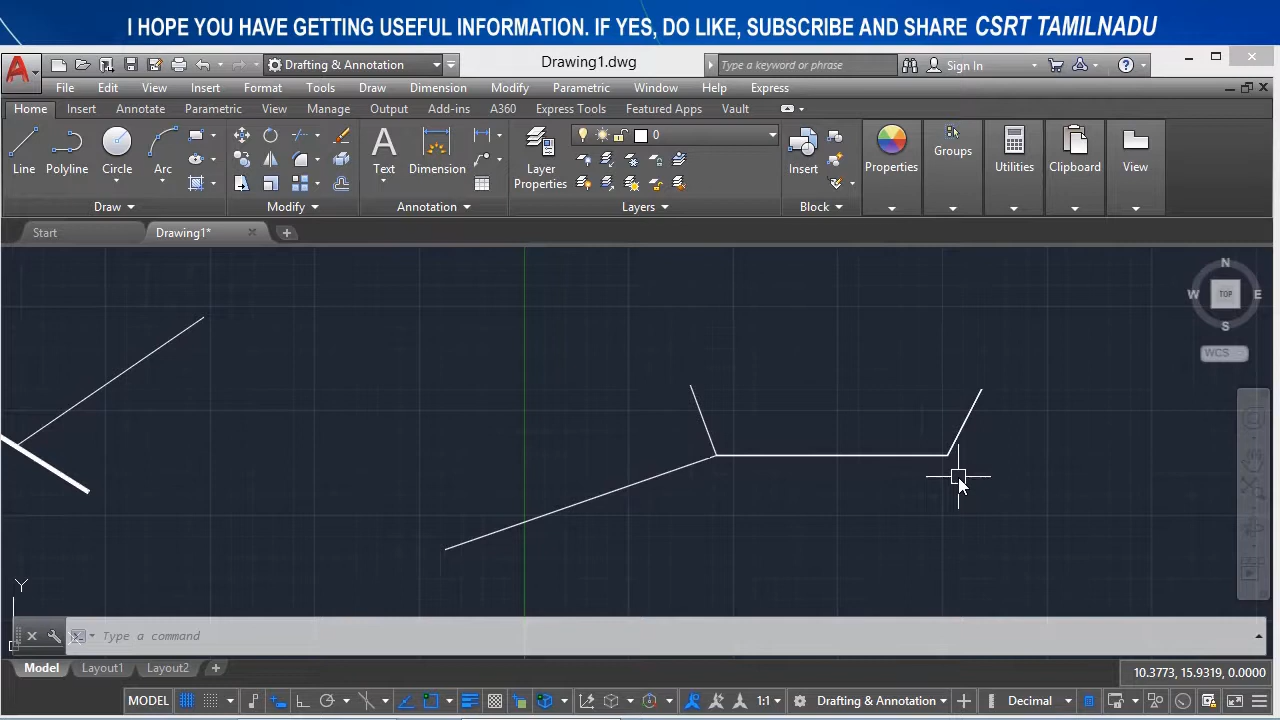 I HOPE YOU HAVE GETTING USEFUL INFORMATION. IF YES, DO LIKE, SUBSCRIBE AND SHARE CSRT TAMILNADU
A Drafting & Annotation Drawing1.dwg Type a keyword or phrase Sign In
File Edit View Insert Format Tools Draw Dimension Modify Parametric Window Help Express
Home Insert Annotate Parametric View Manage Output Add-ins A360 Express Tools Featured Apps Vault
0
Line Polyline Circle Arc Text Dimension Layer Properties Insert Properties Groups Utilities Clipboard View
Draw Modify Annotation Layers Block
Start Drawing1*
N
W TOP E
S
WCS
Y
Type a command
Model Layout1 Layout2
10.3773, 15.9319, 0.0000
MODEL 1:1 Drafting & Annotation Decimal